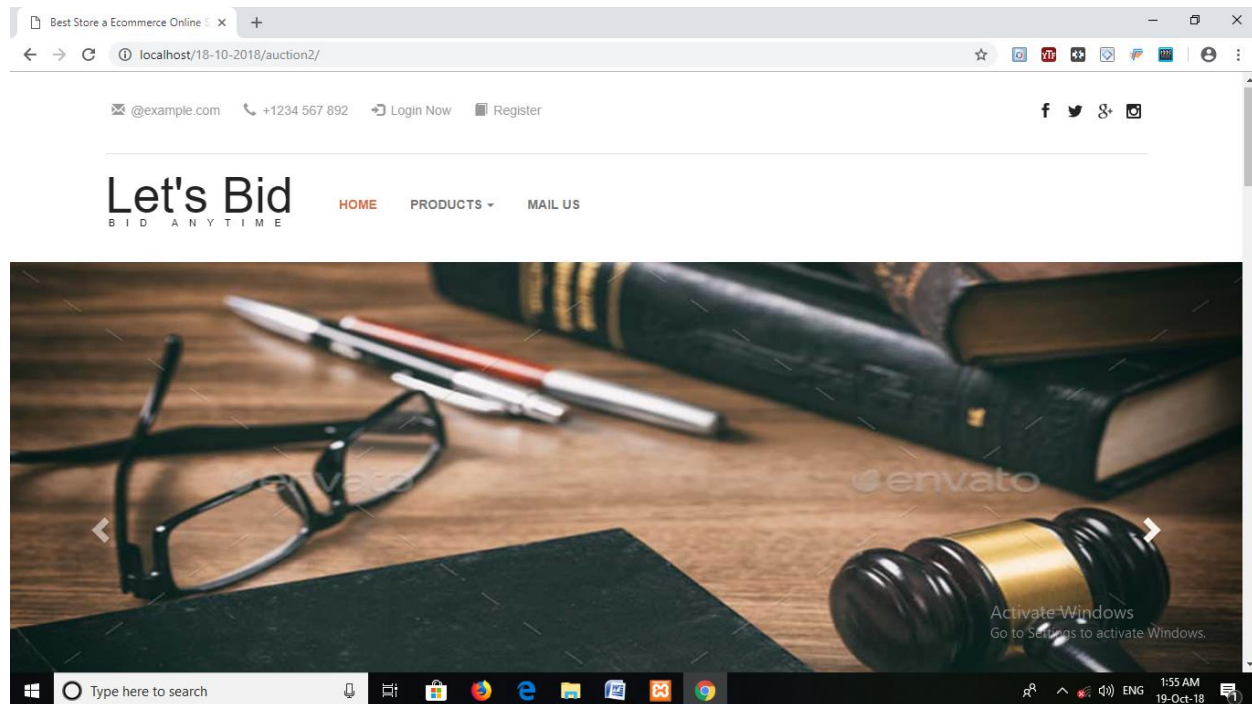 Best Store a Ecommerce Online S
localhost/18-10-2018/auction2/
@example.com +1234 567 892 Login Now Register
Let's Bid
BID ANYTIME
HOME PRODUCTS MAIL US
envato envato
Activate Windows
Go to Settings to activate Windows.
Type here to search
ENG
1:55 AM
19-Oct-18